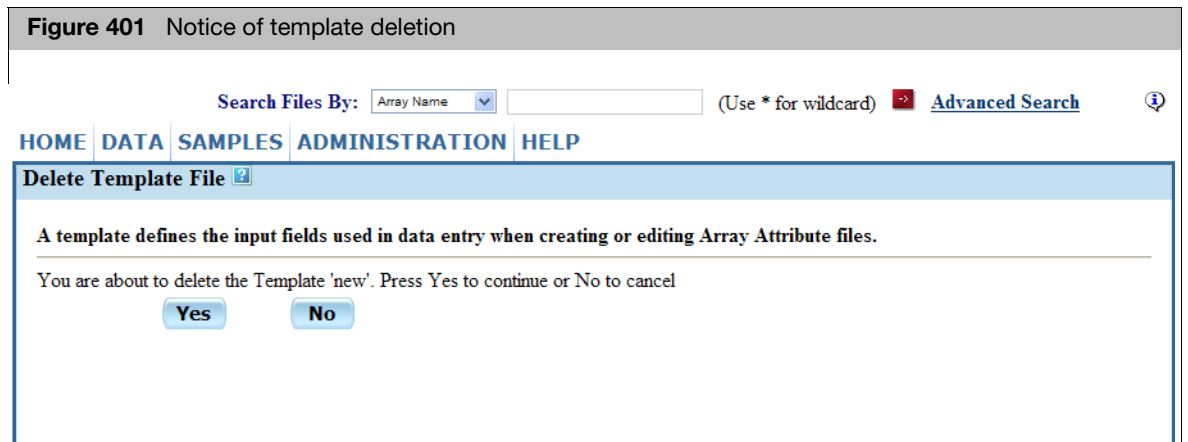 Figure 401 Notice of template deletion
Search Files By: Array Name (Use * for wildcard) Advanced Search
HOME DATA SAMPLES ADMINISTRATION HELP
Delete Template File ?
A template defines the input fields used in data entry when creating or editing Array Attribute files.
You are about to delete the Template 'new'. Press Yes to continue or No to cancel
Yes No